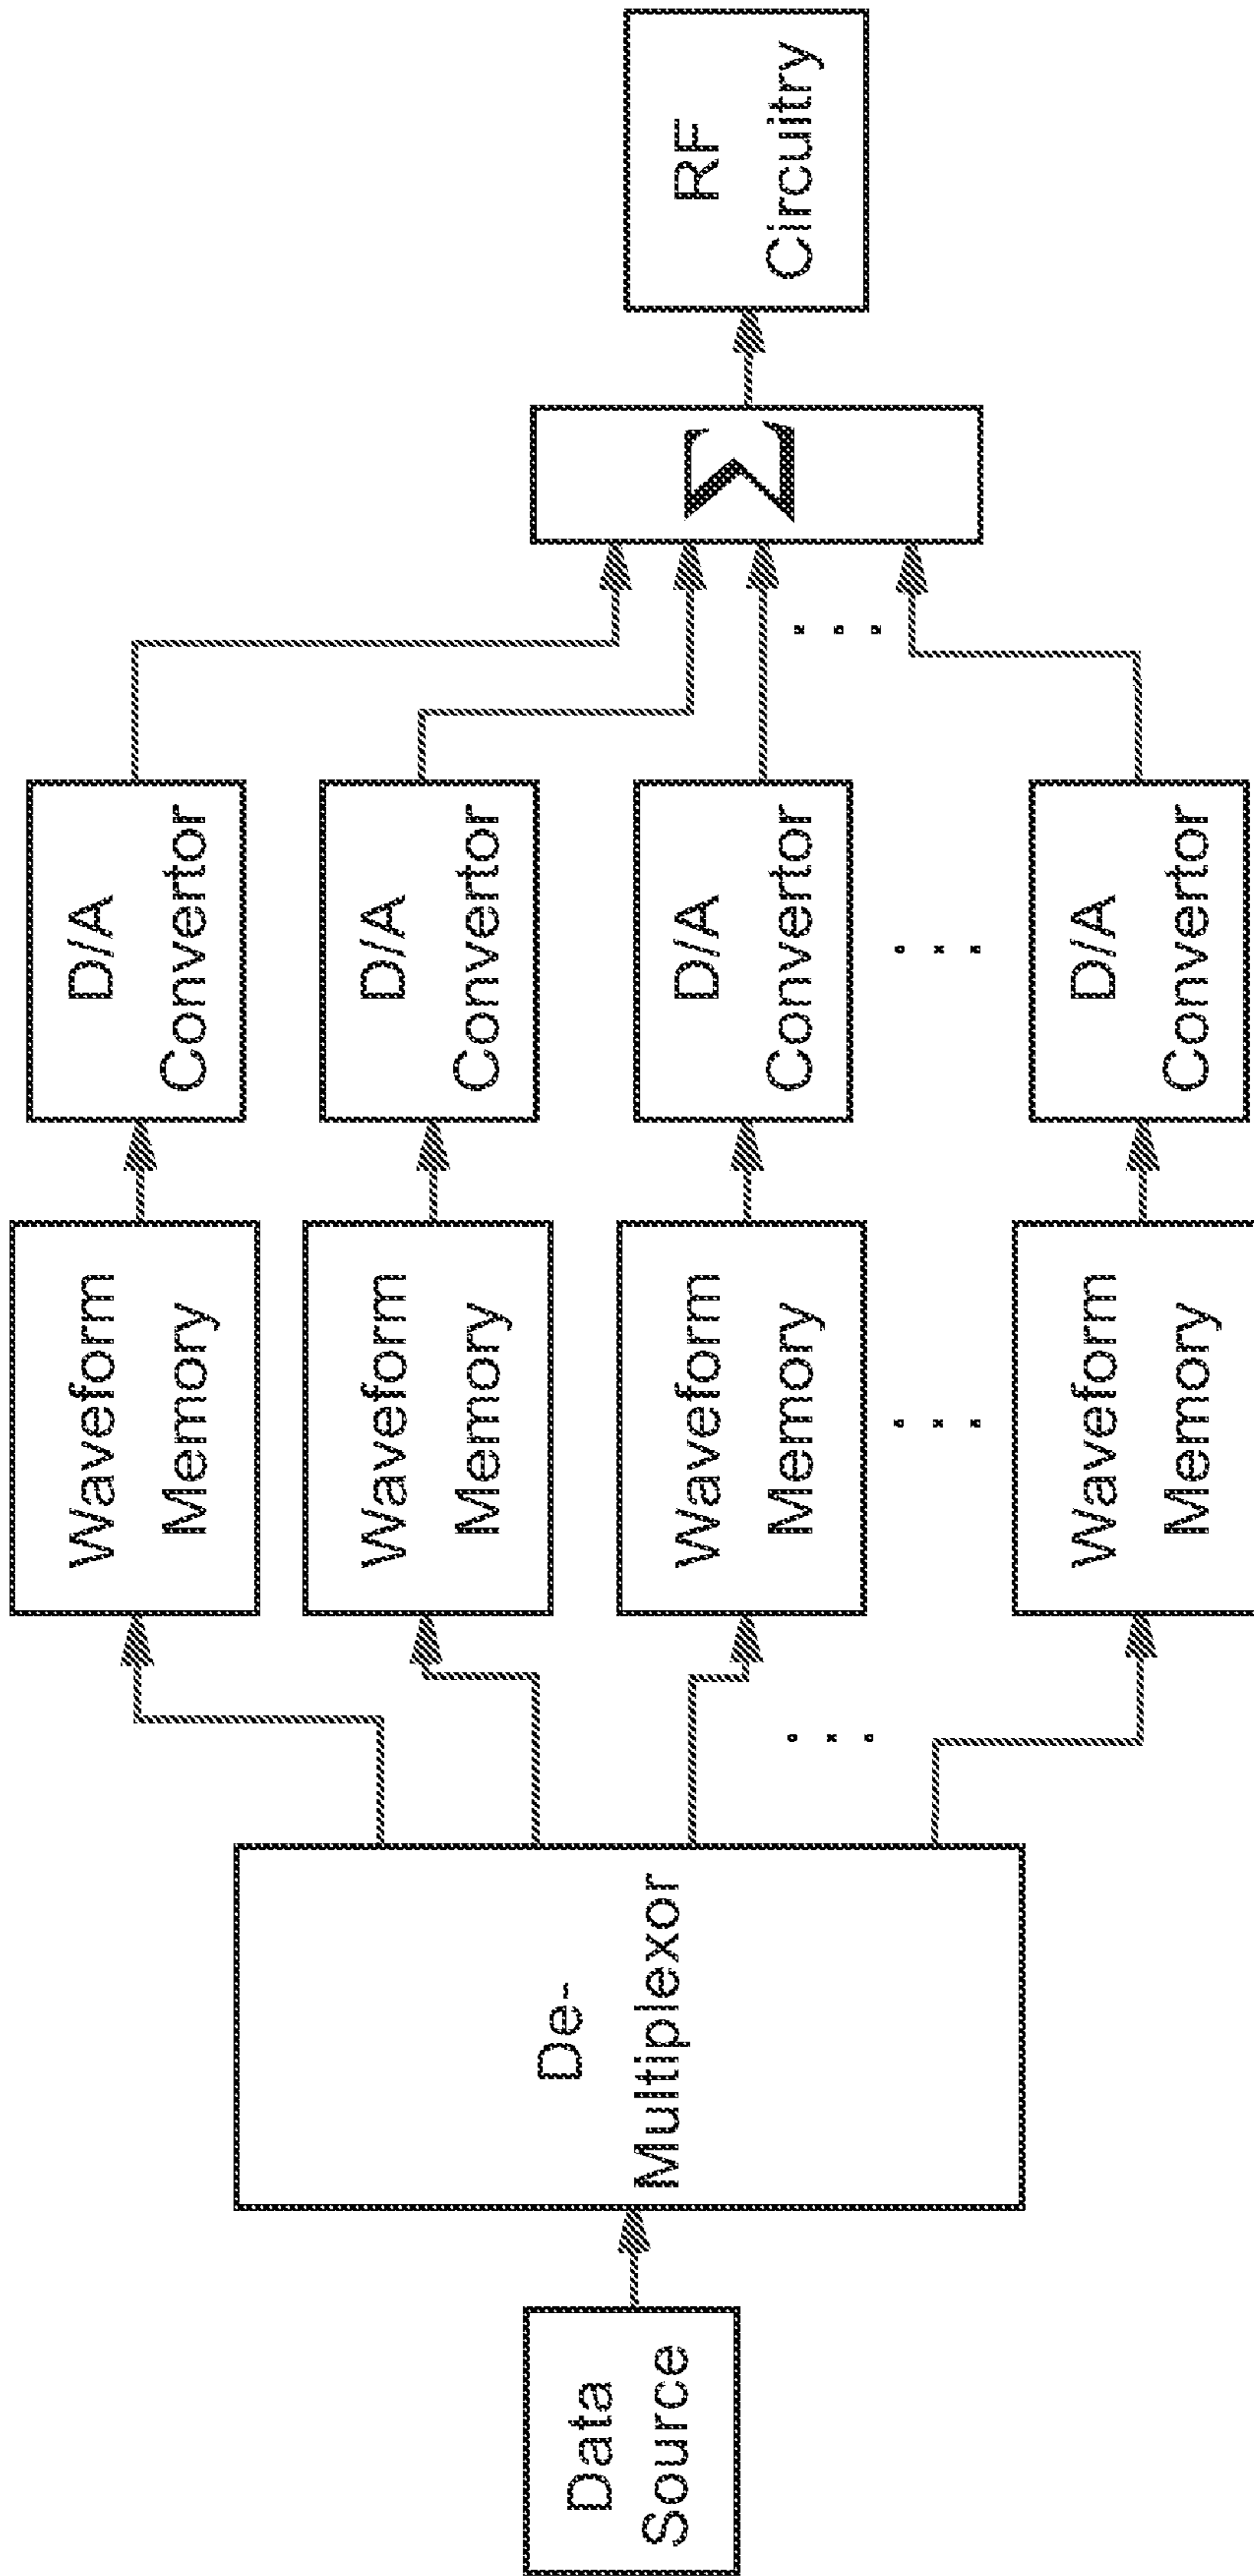 Data
Source
De-
Multiplexor
Waveform
Memory
Waveform
Memory
Waveform
Memory
Waveform
Memory
D/A
Convertor
D/A
Convertor
D/A
Convertor
D/A
Convertor
Σ
RF
Circuitry